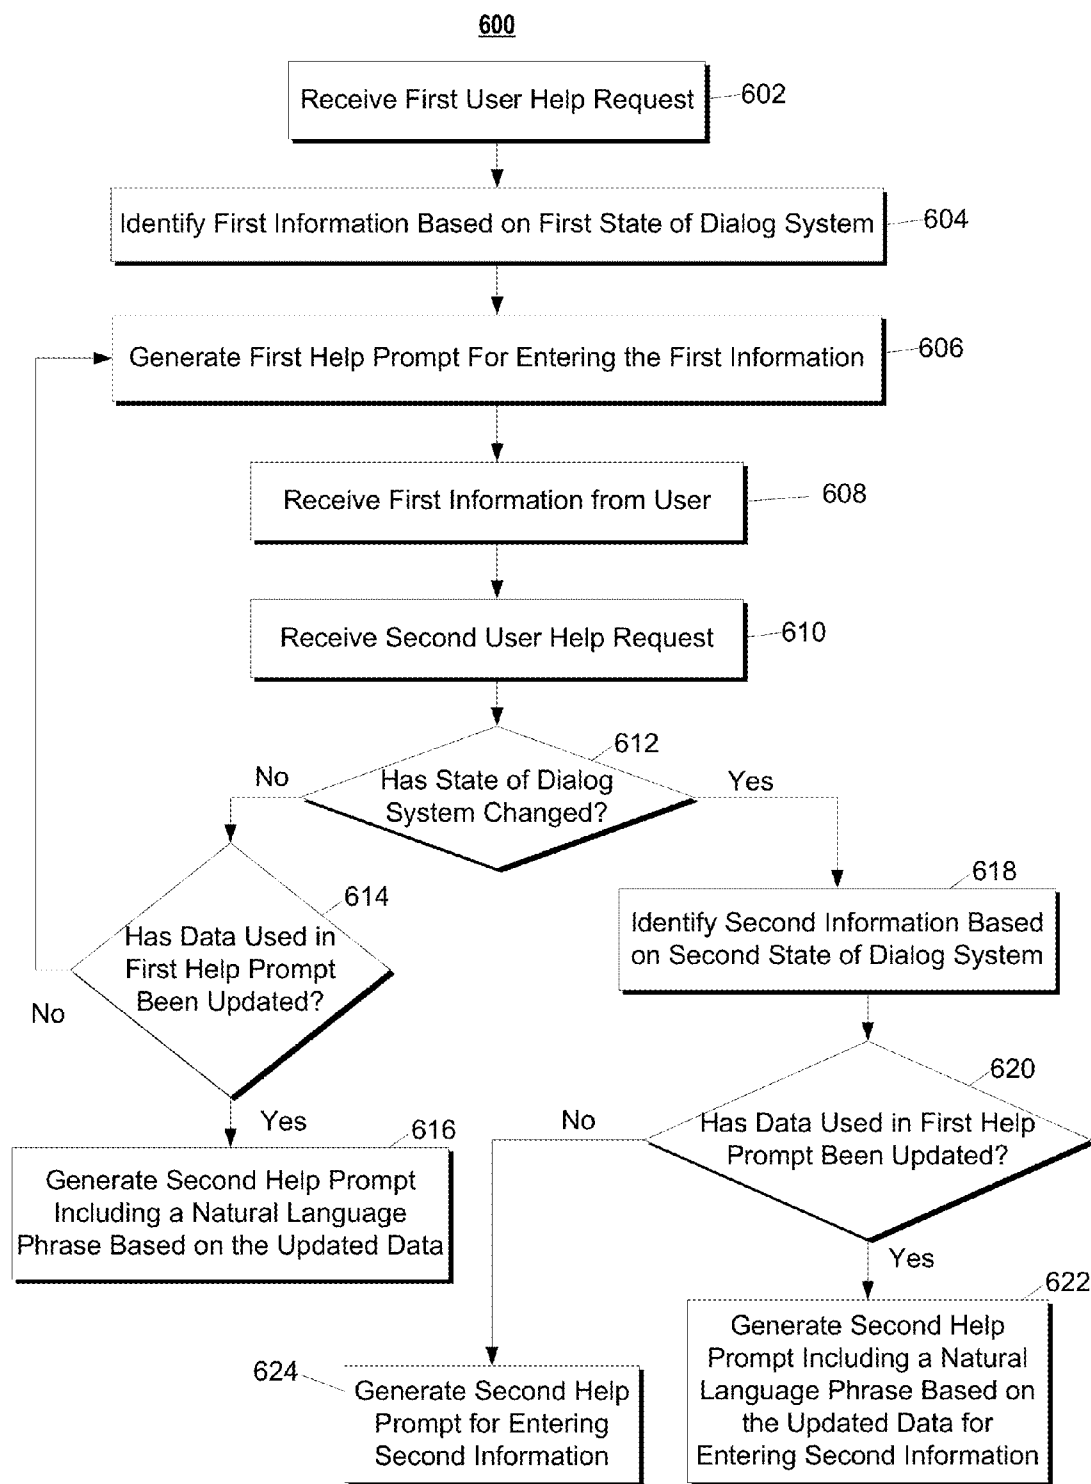 600
Receive First User Help Request
602
Identify First Information Based on First State of Dialog System
604
Generate First Help Prompt For Entering the First Information
606
Receive First Information from User
608
Receive Second User Help Request
610
612
Has State of Dialog
System Changed?
No
Yes
614
Has Data Used in
First Help Prompt
Been Updated?
No
Yes
616
Generate Second Help Prompt
Including a Natural Language
Phrase Based on the Updated Data
618
Identify Second Information Based
on Second State of Dialog System
620
Has Data Used in First Help
Prompt Been Updated?
No
Yes
622
Generate Second Help
Prompt Including a Natural
Language Phrase Based on
the Updated Data for
Entering Second Information
624
Generate Second Help
Prompt for Entering
Second Information